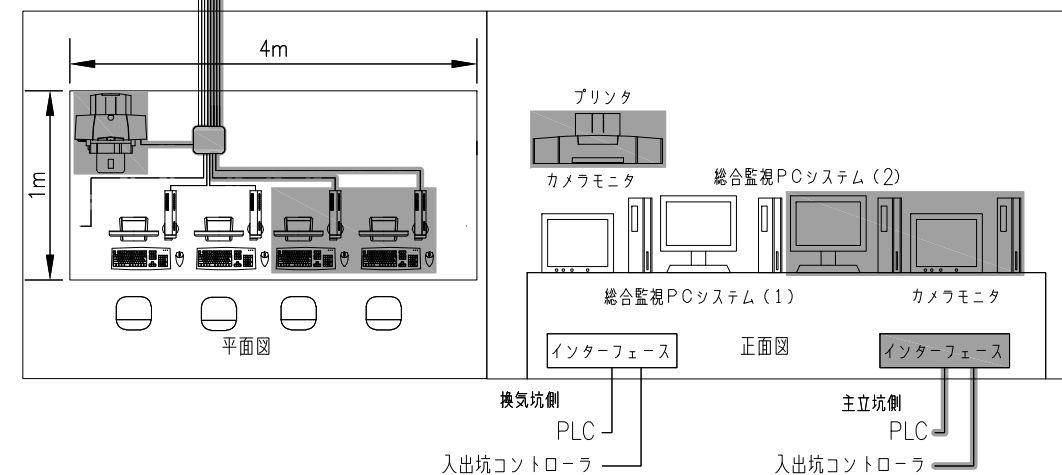 4m
1m
平面図
プリンタ
カメラモニタ
総合監視PCシステム(2)
総合監視PCシステム(1)
カメラモニタ
インターフェース
正面図
インターフェース
換気坑側
PLC
入出坑コントローラ
主立坑側
PLC
入出坑コントローラ